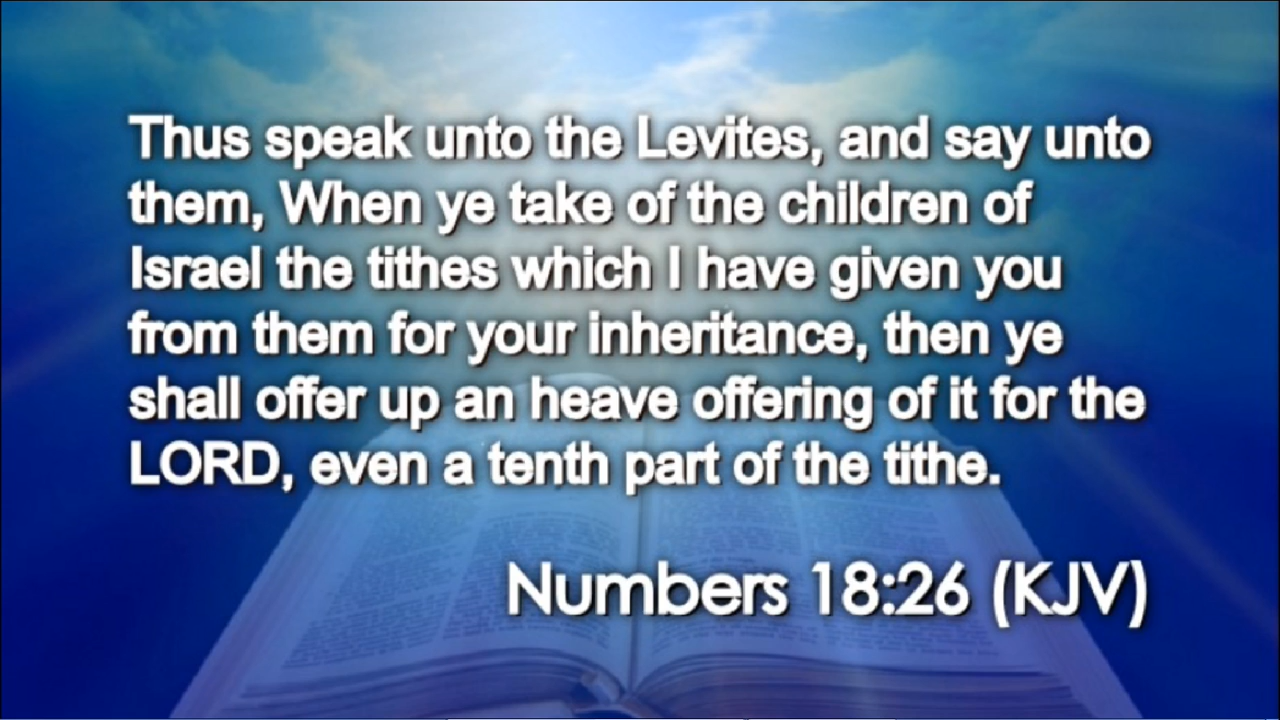 Thus speak unto the Levites, and say unto
them, When ye take of the children of
Israel the tithes which I have given you
from them for your inheritance, then ye
shall offer up an heave offering of it for the
LORD, even a tenth part of the tithe.
Numbers 18:26 (KJV)